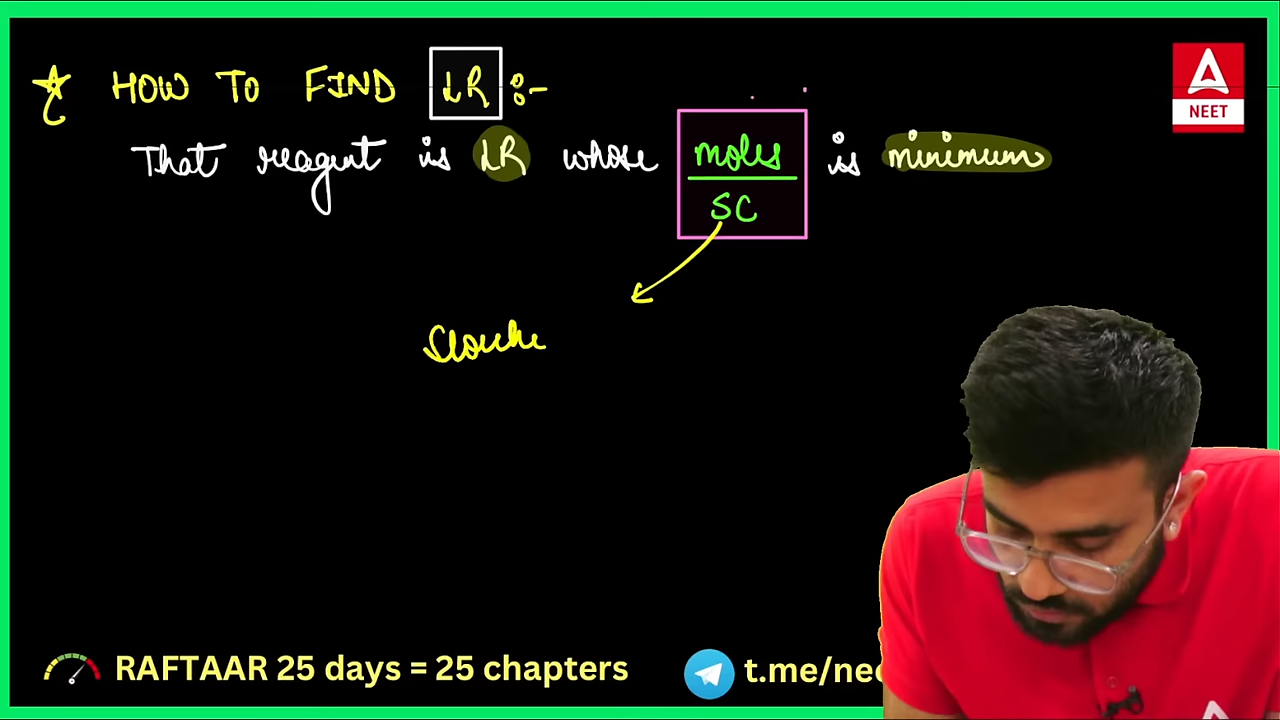 HOW TO FIND LR :-
That reagent is LR whose moles/SC is minimum
NEET
RAFTAAR 25 days = 25 chapters
t.me/nee